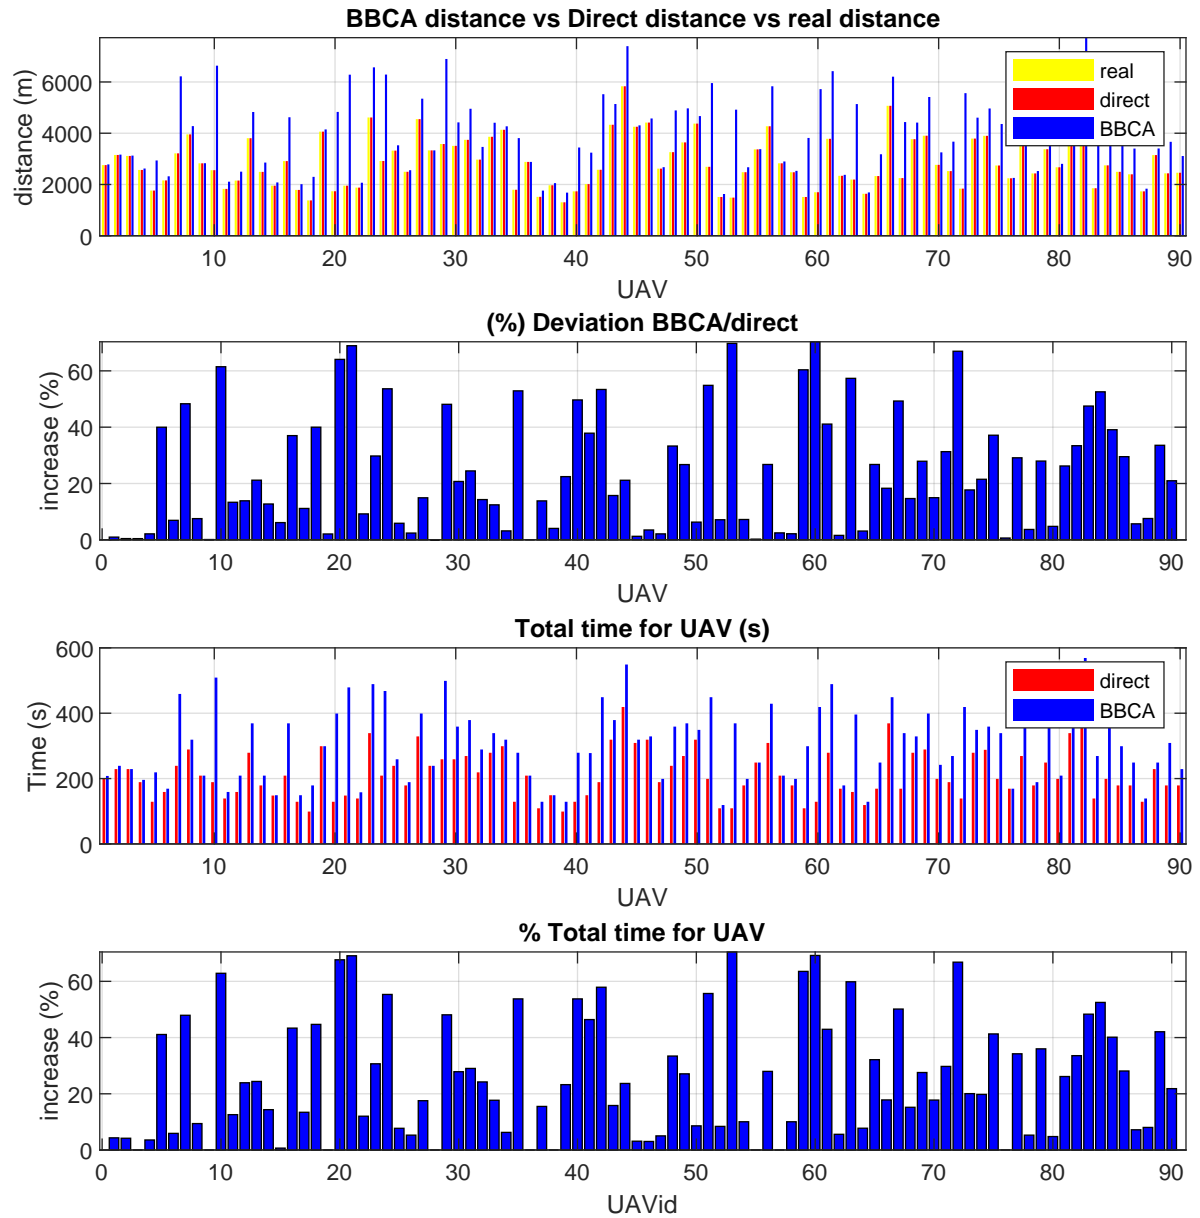 BBCA distance vs Direct distance vs real distance
distance (m)
6000
4000
2000
0
real
direct
BBCA
10 20 30 40 50 60 70 80 90
UAV
(%) Deviation BBCA/direct
increase (%)
60
40
20
0
0 10 20 30 40 50 60 70 80 90
UAV
Total time for UAV (s)
Time (s)
600
400
200
0
direct
BBCA
10 20 30 40 50 60 70 80 90
UAV
% Total time for UAV
increase (%)
60
40
20
0
0 10 20 30 40 50 60 70 80 90
UAVid